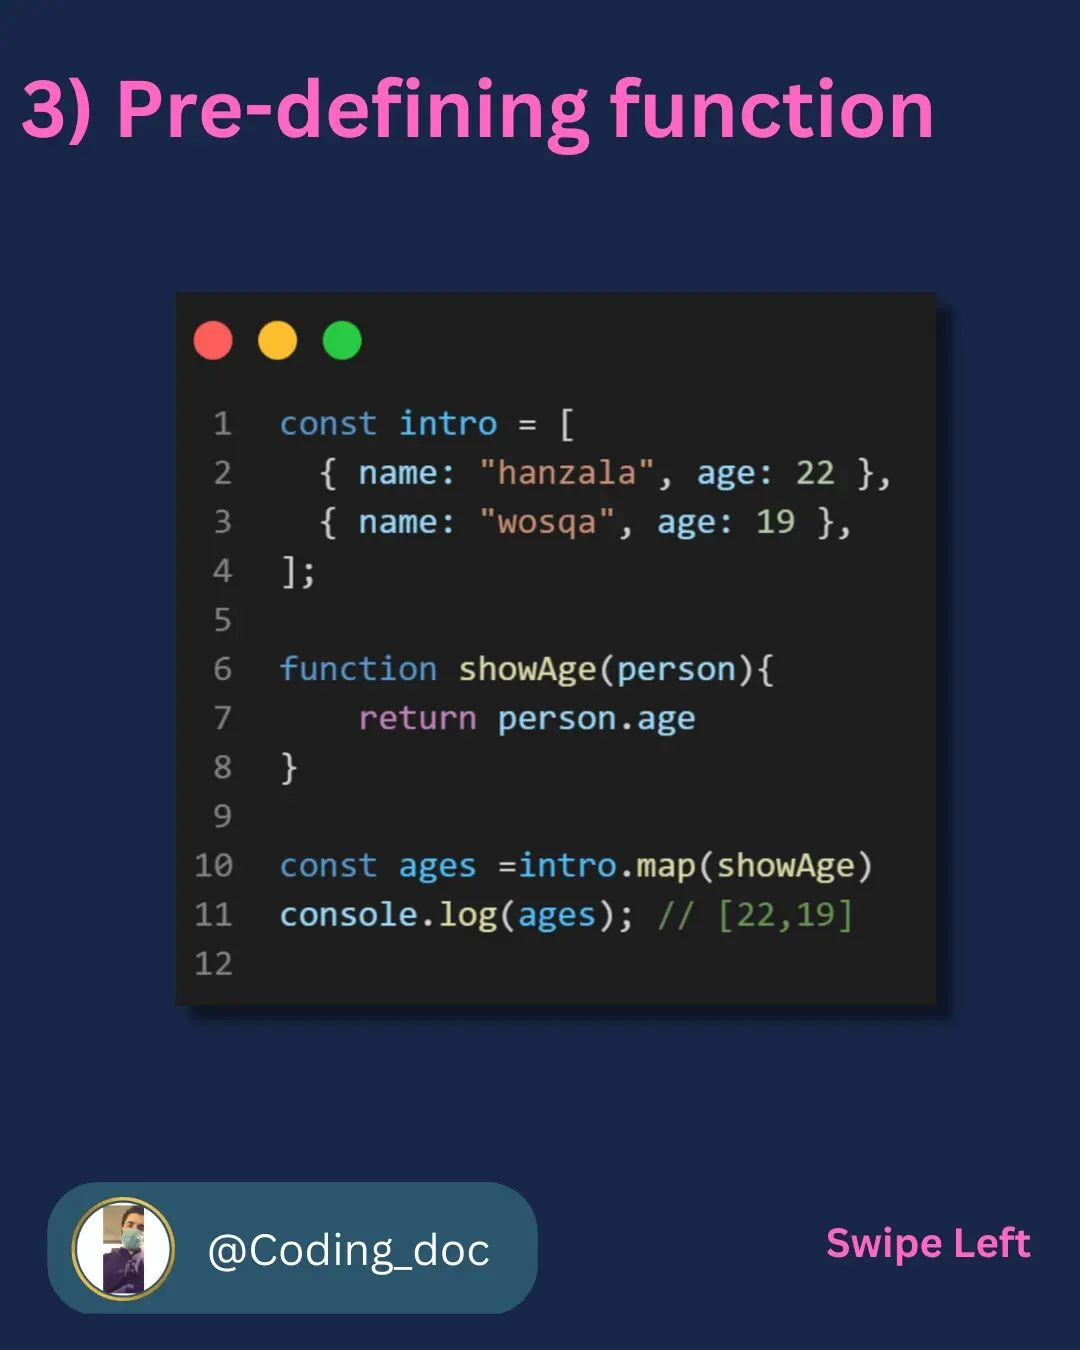 3) Pre-defining function
1 const intro = [
2 { name: "hanzala", age: 22 },
3 { name: "wosqa", age: 19 },
4 ];
5
6 function showAge(person){
7 return person.age
8 }
9
10 const ages =intro.map(showAge)
11 console.log(ages); // [22,19]
12
@Coding_doc
Swipe Left